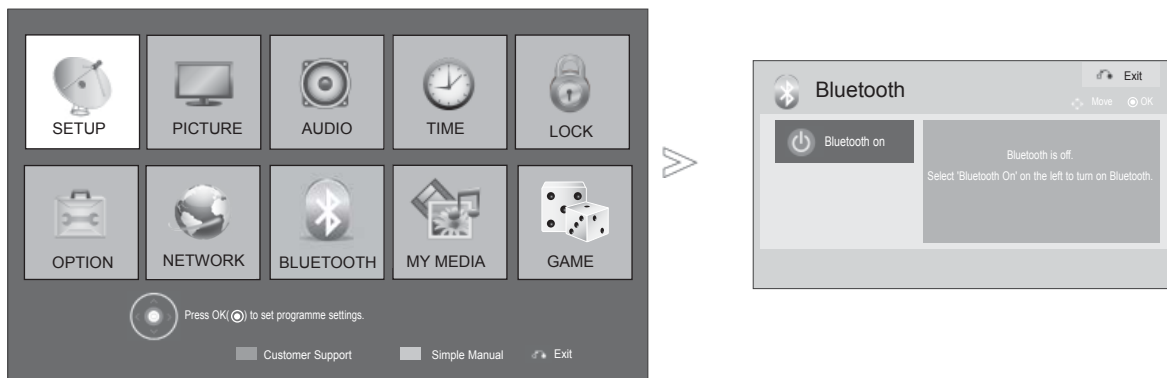 SETUP PICTURE AUDIO TIME LOCK
OPTION NETWORK BLUETOOTH MY MEDIA GAME
Press OK( ) to set programme settings.
Customer Support Simple Manual Exit
Bluetooth
Exit
Move OK
Bluetooth on
Bluetooth is off.
Select 'Bluetooth On' on the left to turn on Bluetooth.